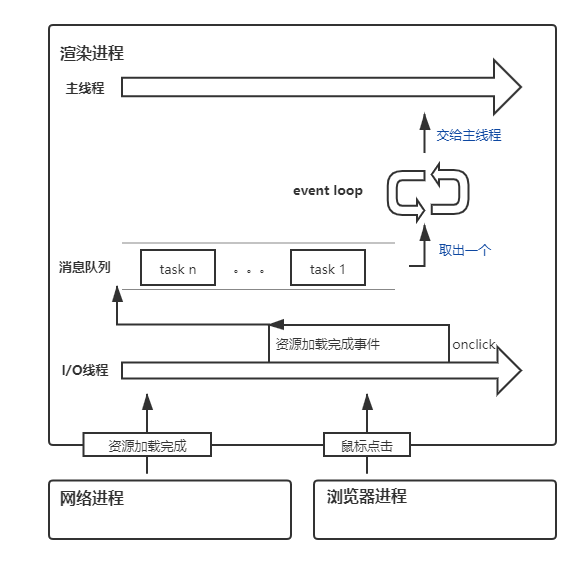 渲染进程
主线程
交给主线程
event loop
取出一个
消息队列
task n
。。。
task 1
资源加载完成事件
onclick
I/O线程
资源加载完成
鼠标点击
网络进程
浏览器进程